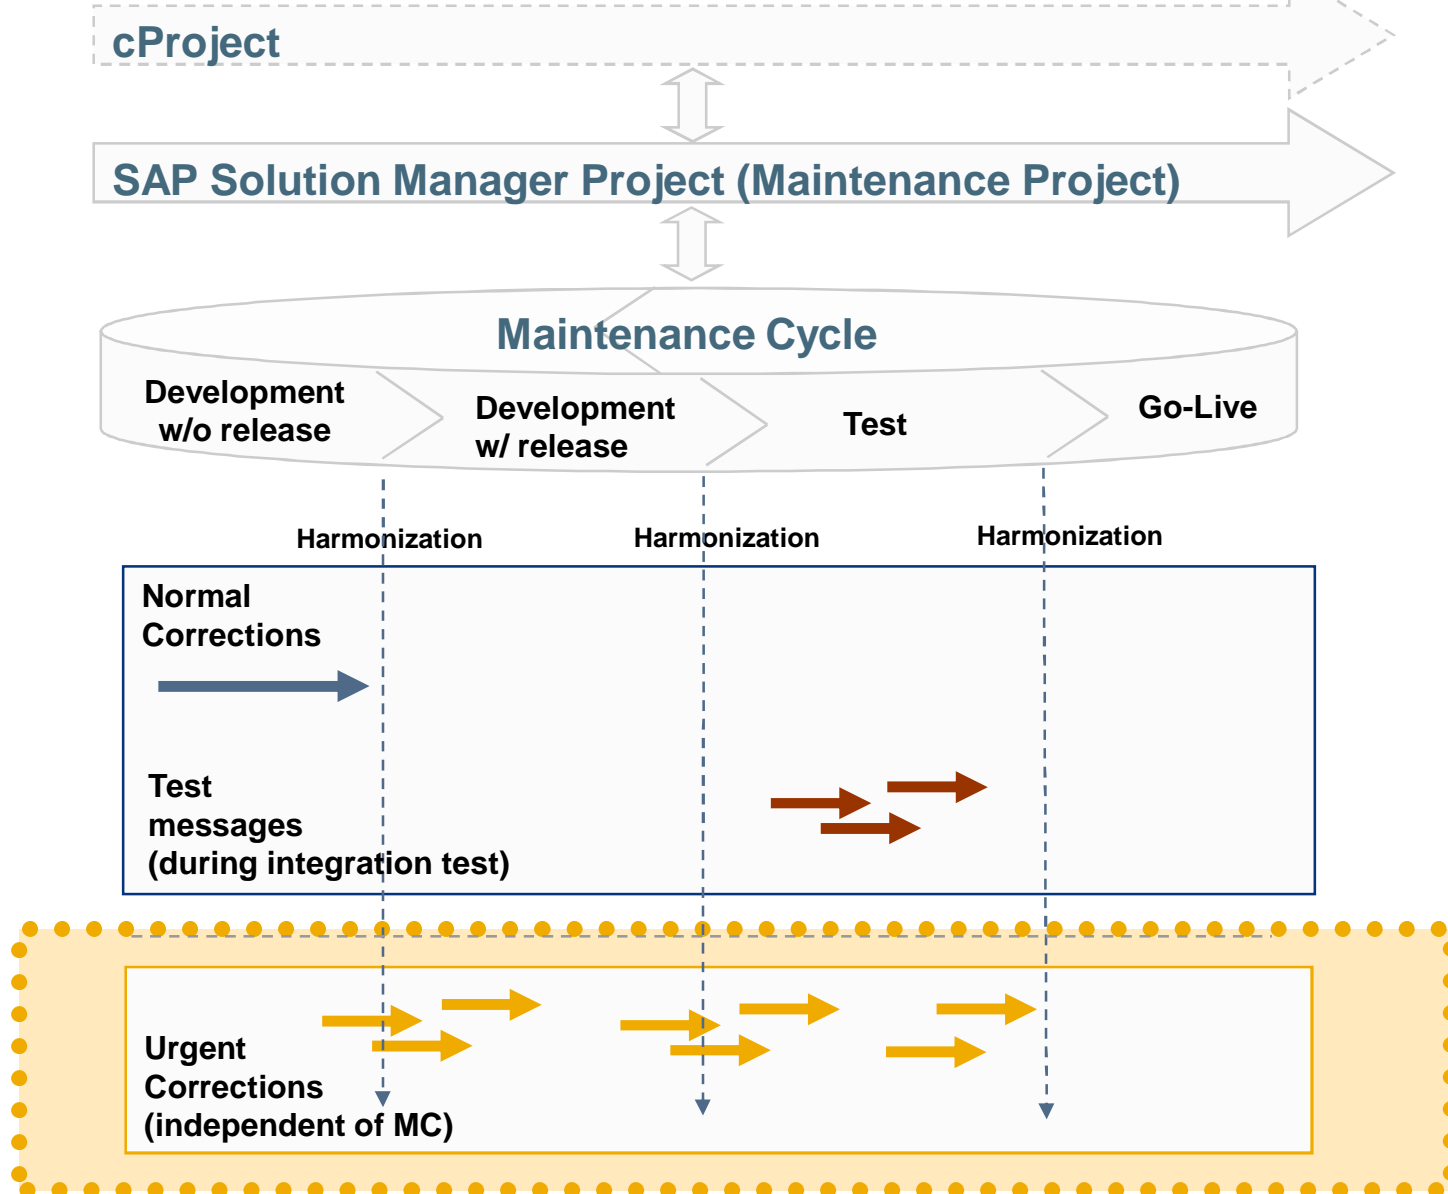 cProject
SAP Solution Manager Project (Maintenance Project)
Maintenance Cycle
Development
w/o release
Development
w/ release
Test
Go-Live
Harmonization
Harmonization
Harmonization
Normal
Corrections
Test
messages
(during integration test)
Urgent
Corrections
(independent of MC)